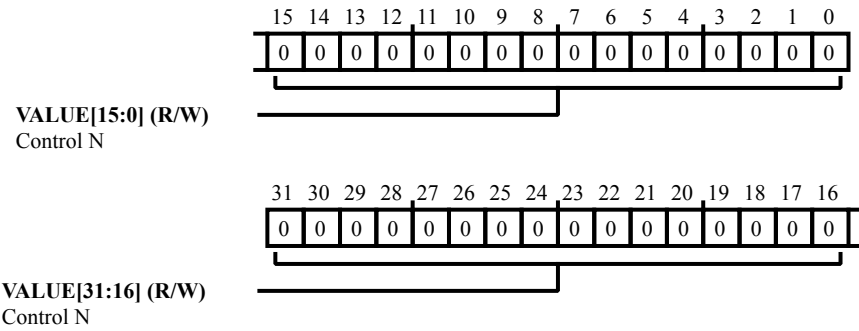 15 14 13 12 11 10 9 8 7 6 5 4 3 2 1 0
0 0 0 0 0 0 0 0 0 0 0 0 0 0 0 0
VALUE[15:0] (R/W)
Control N
31 30 29 28 27 26 25 24 23 22 21 20 19 18 17 16
0 0 0 0 0 0 0 0 0 0 0 0 0 0 0 0
VALUE[31:16] (R/W)
Control N